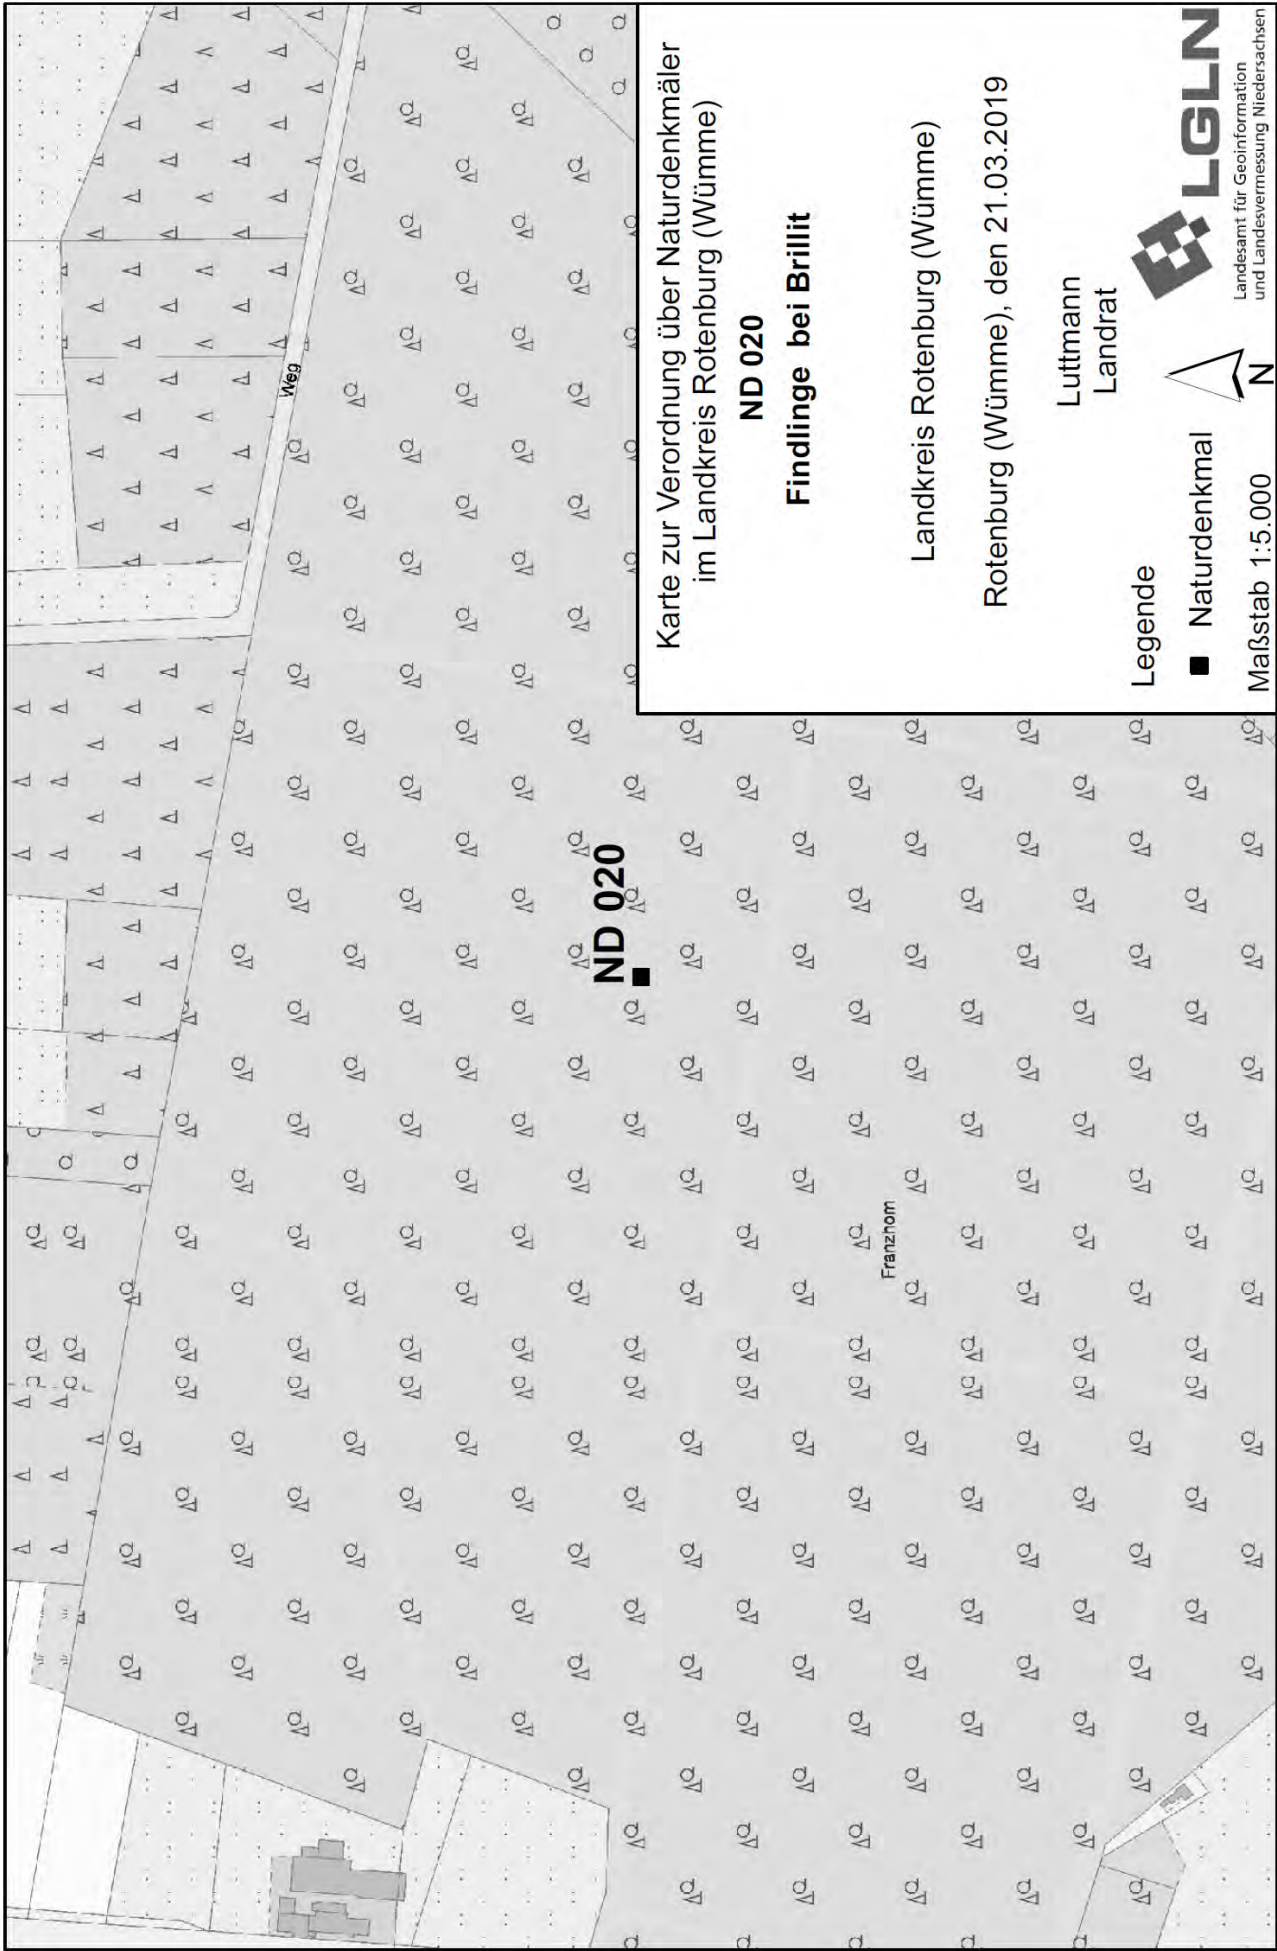 Weg
ND 020
Franzhom
Karte zur Verordnung über Naturdenkmäler
im Landkreis Rotenburg (Wümme)
ND 020
Findlinge bei Brillit
Landkreis Rotenburg (Wümme)
Rotenburg (Wümme), den 21.03.2019
Luttmann
Landrat
Legende
Naturdenkmal
Maßstab 1:5.000
N
LGLN
Landesamt für Geoinformation
und Landesvermessung Niedersachsen